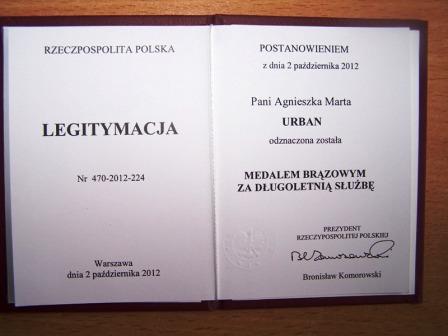 RZECZPOSPOLITA POLSKA
LEGITYMACJA
Nr 470-2012-224
Warszawa
dnia 2 października 2012
POSTANOWIENIEM
z dnia 2 października 2012
Pani Agnieszka Marta
URBAN
odznaczona została
MEDALEM BRĄZOWYM
ZA DŁUGOLETNIĄ SŁUŻBĘ
PREZYDENT
RZECZYPOSPOLITEJ POLSKIEJ
Bronisław Komorowski